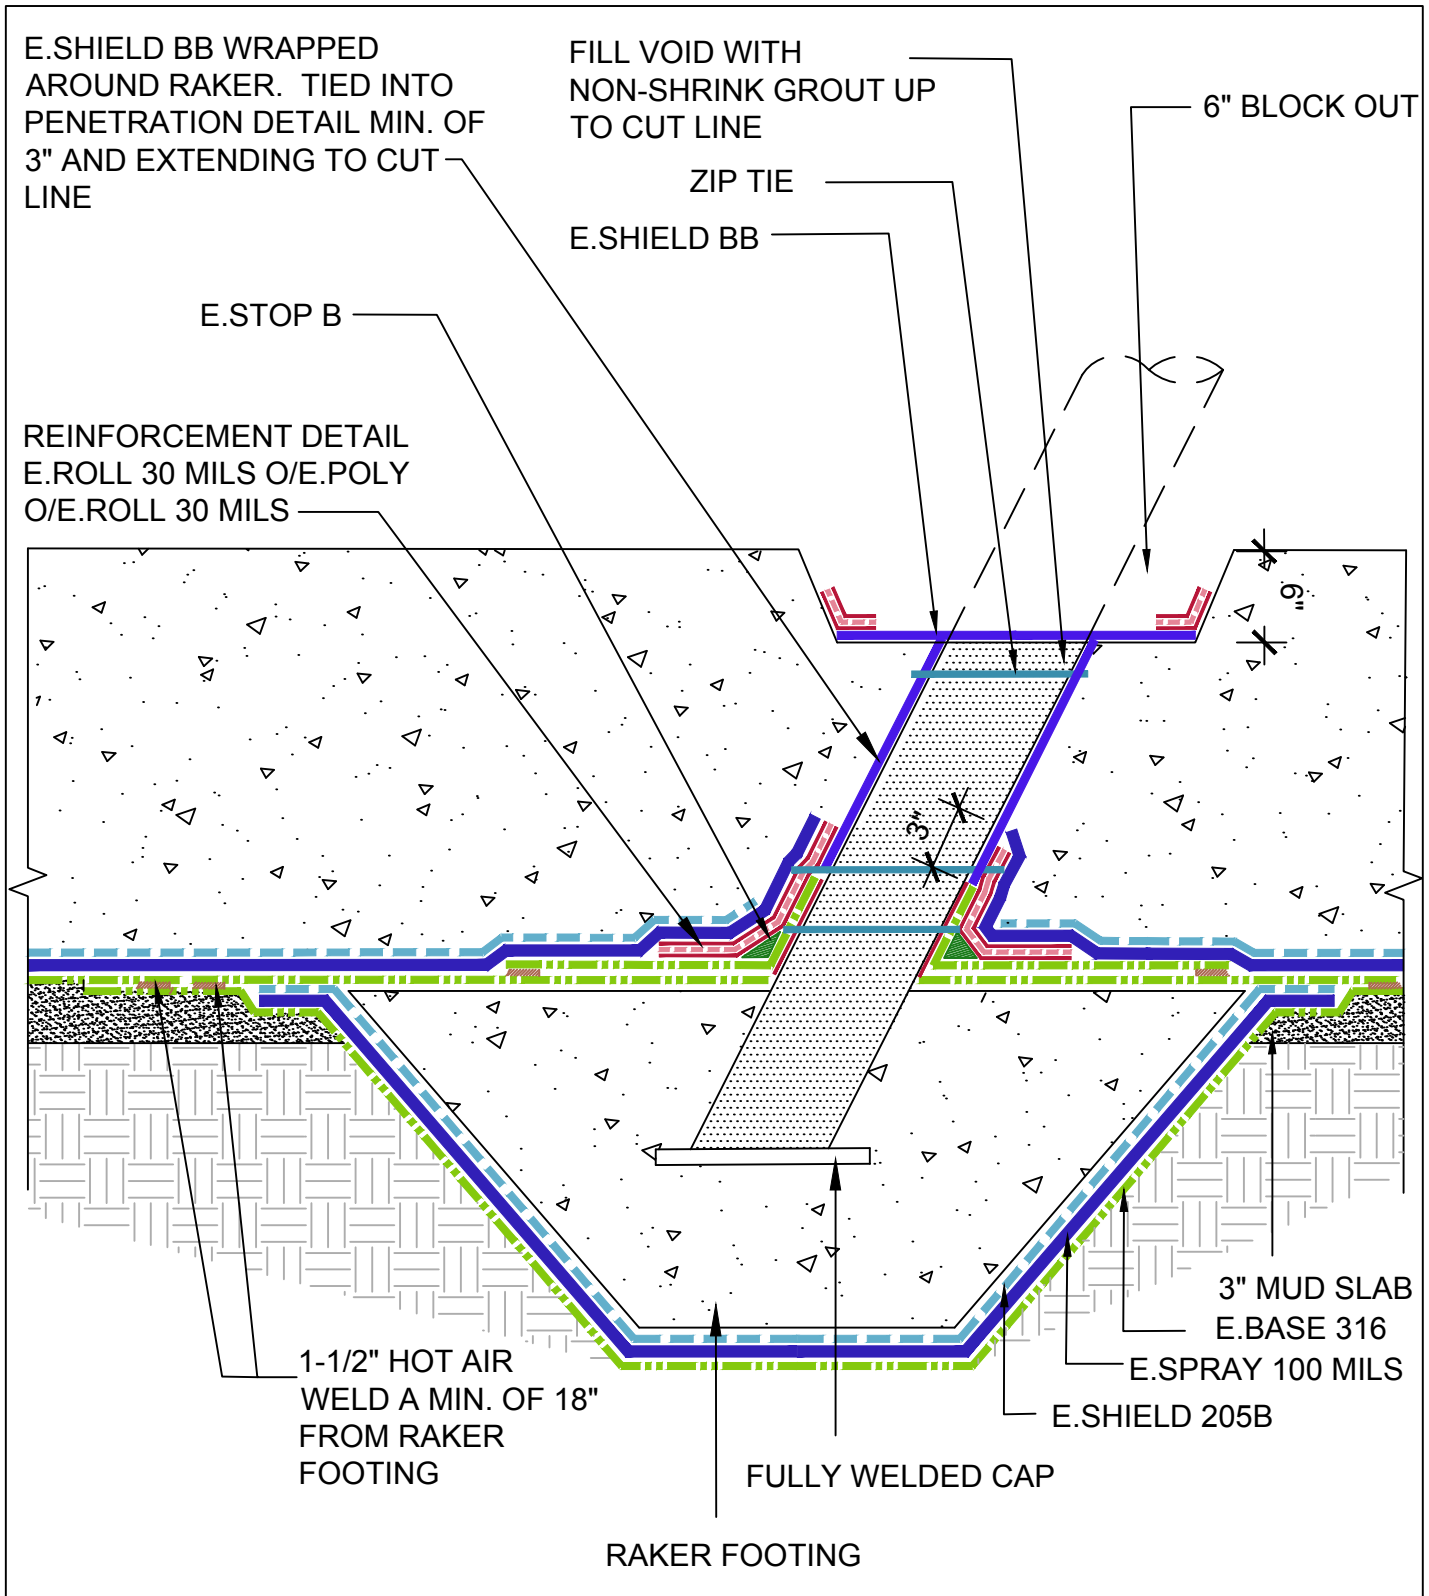 E.SHIELD BB WRAPPED
AROUND RAKER. TIED INTO
PENETRATION DETAIL MIN. OF
3" AND EXTENDING TO CUT
LINE
FILL VOID WITH
NON-SHRINK GROUT UP
TO CUT LINE
6" BLOCK OUT
ZIP TIE
E.SHIELD BB
E.STOP B
REINFORCEMENT DETAIL
E.ROLL 30 MILS O/E.POLY
O/E.ROLL 30 MILS
6"
3"
3" MUD SLAB
E.BASE 316
E.SPRAY 100 MILS
E.SHIELD 205B
1-1/2" HOT AIR
WELD A MIN. OF 18"
FROM RAKER
FOOTING
FULLY WELDED CAP
RAKER FOOTING